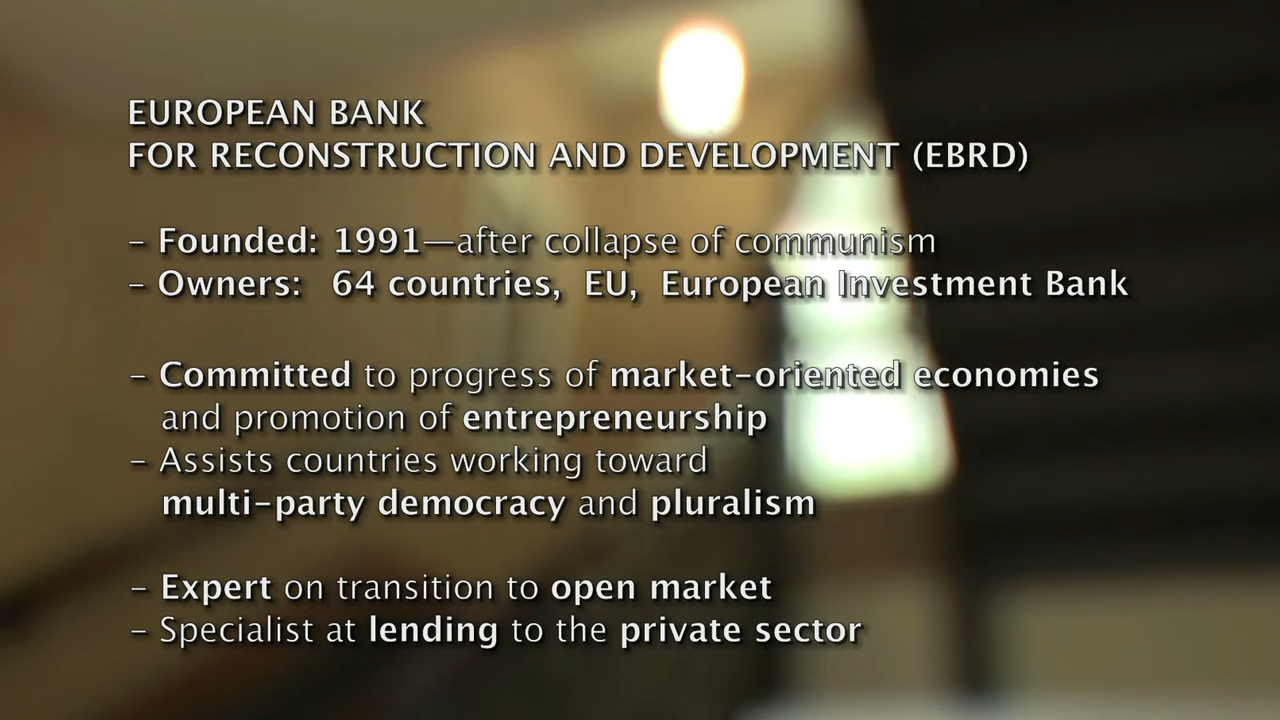 EUROPEAN BANK
FOR RECONSTRUCTION AND DEVELOPMENT (EBRD)
– Founded: 1991—after collapse of communism
– Owners: 64 countries, EU, European Investment Bank
– Committed to progress of market-oriented economies
and promotion of entrepreneurship
– Assists countries working toward
multi-party democracy and pluralism
– Expert on transition to open market
– Specialist at lending to the private sector